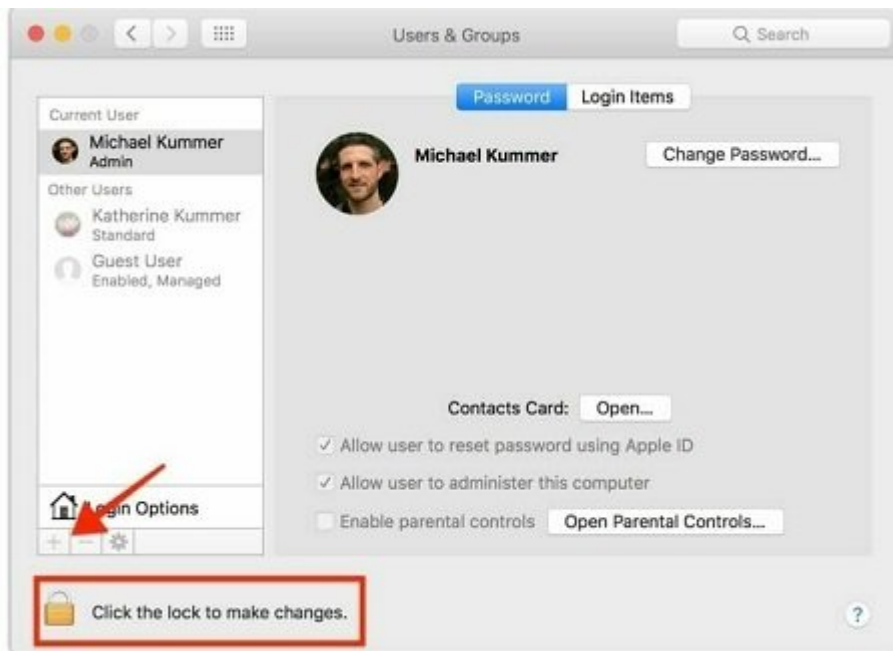 Users & Groups
Search
Password
Login Items
Current User
Michael Kummer
Admin
Other Users
Katherine Kummer
Standard
Guest User
Enabled, Managed
Login Options
Michael Kummer
Change Password...
Contacts Card:
Open...
Allow user to reset password using Apple ID
Allow user to administer this computer
Enable parental controls
Open Parental Controls...
Click the lock to make changes.
?